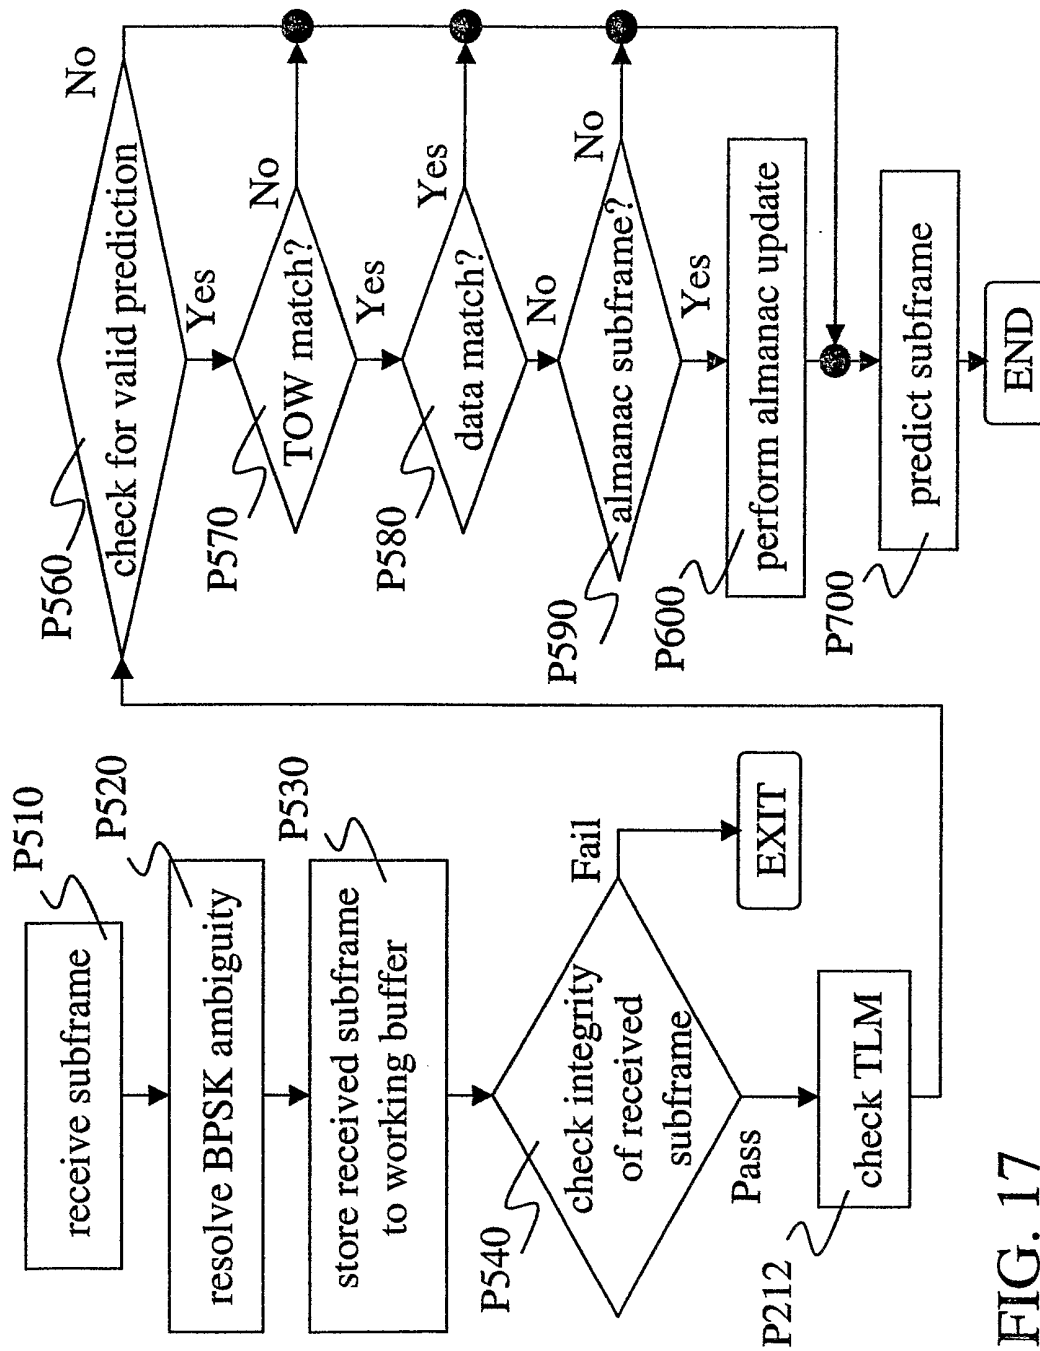 P510
receive subframe
P520
resolve BPSK ambiguity
P530
store received subframe
to working buffer
P540
check integrity
of received
subframe
Fail
EXIT
Pass
P212
check TLM
P560
check for valid prediction
No
Yes
P570
TOW match?
No
Yes
P580
data match?
Yes
No
P590
almanac subframe?
No
Yes
P600
perform almanac update
P700
predict subframe
END
FIG. 17